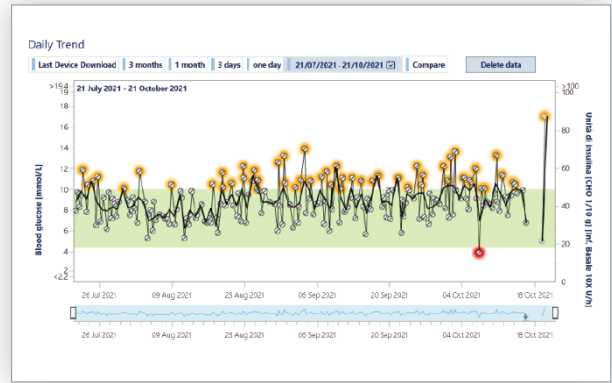 Daily Trend
Last Device Download 3 months 1 month 3 days one day 21/07/2021 - 21/10/2021 Compare Delete data
21 July 2021 - 21 October 2021
>19.4
18
16
14
12
10
8
6
4
2
<2.2
Blood glucose (mmol/L)
>100
100
80
60
40
20
0
Unita di insulina [CHO 1 / 10 g] [Inf. Basale 10X U/h]
26 Jul 2021 09 Aug 2021 23 Aug 2021 06 Sep 2021 20 Sep 2021 04 Oct 2021 18 Oct 2021
26 Jul 2021 09 Aug 2021 23 Aug 2021 06 Sep 2021 20 Sep 2021 04 Oct 2021 18 Oct 2021